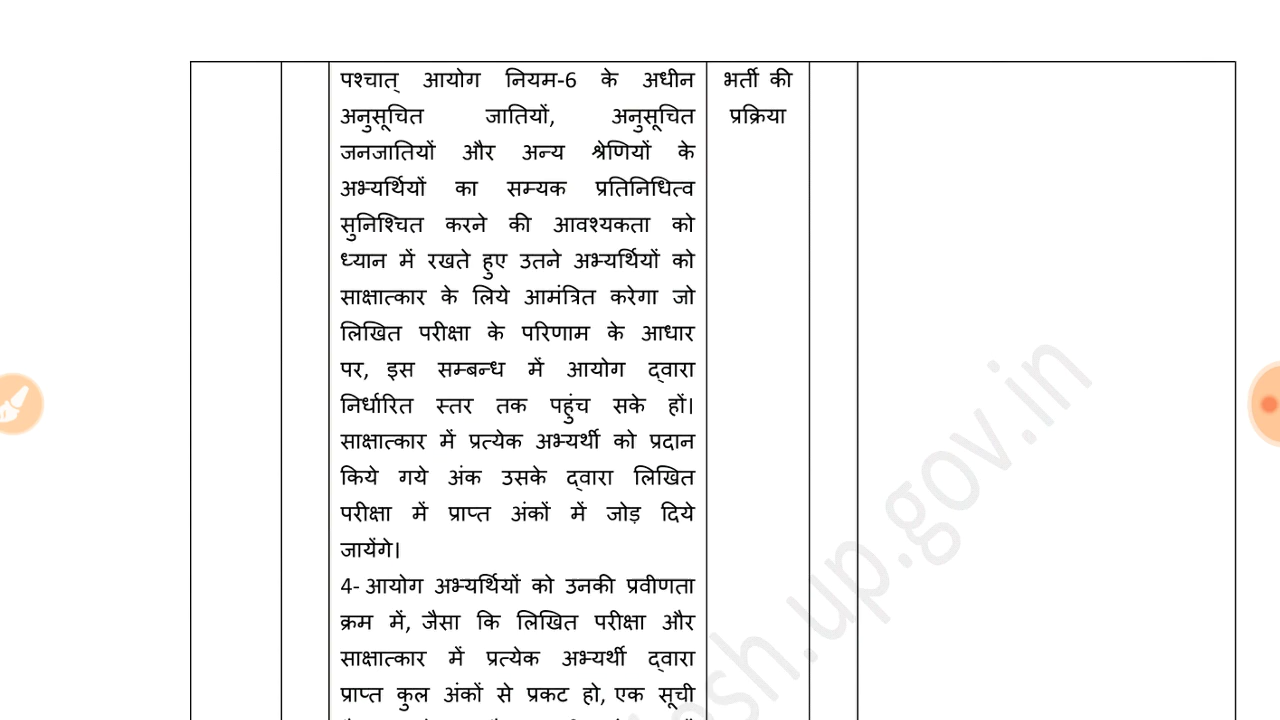 पश्चात् आयोग नियम-6 के अधीन
अनुसूचित जातियों, अनुसूचित
जनजातियों और अन्य श्रेणियों के
अभ्यर्थियों का सम्यक प्रतिनिधित्व
सुनिश्चित करने की आवश्यकता को
ध्यान में रखते हुए उतने अभ्यर्थियों को
साक्षात्कार के लिये आमंत्रित करेगा जो
लिखित परीक्षा के परिणाम के आधार
पर, इस सम्बन्ध में आयोग द्वारा
निर्धारित स्तर तक पहुंच सके हों।
साक्षात्कार में प्रत्येक अभ्यर्थी को प्रदान
किये गये अंक उसके द्वारा लिखित
परीक्षा में प्राप्त अंकों में जोड़ दिये
जायेंगे।
4- आयोग अभ्यर्थियों को उनकी प्रवीणता
क्रम में, जैसा कि लिखित परीक्षा और
साक्षात्कार में प्रत्येक अभ्यर्थी द्वारा
प्राप्त कुल अंकों से प्रकट हो, एक सूची
भर्ती की
प्रक्रिया
.up.gov.in